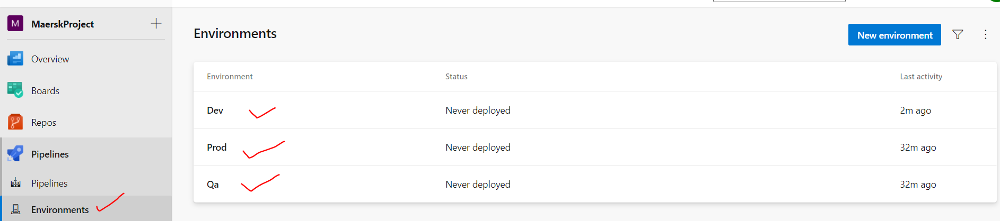 M MaerskProject
Overview
Boards
Repos
Pipelines
Pipelines
Environments
Environments
New environment
Environment Status Last activity
Dev Never deployed 2m ago
Prod Never deployed 32m ago
Qa Never deployed 32m ago